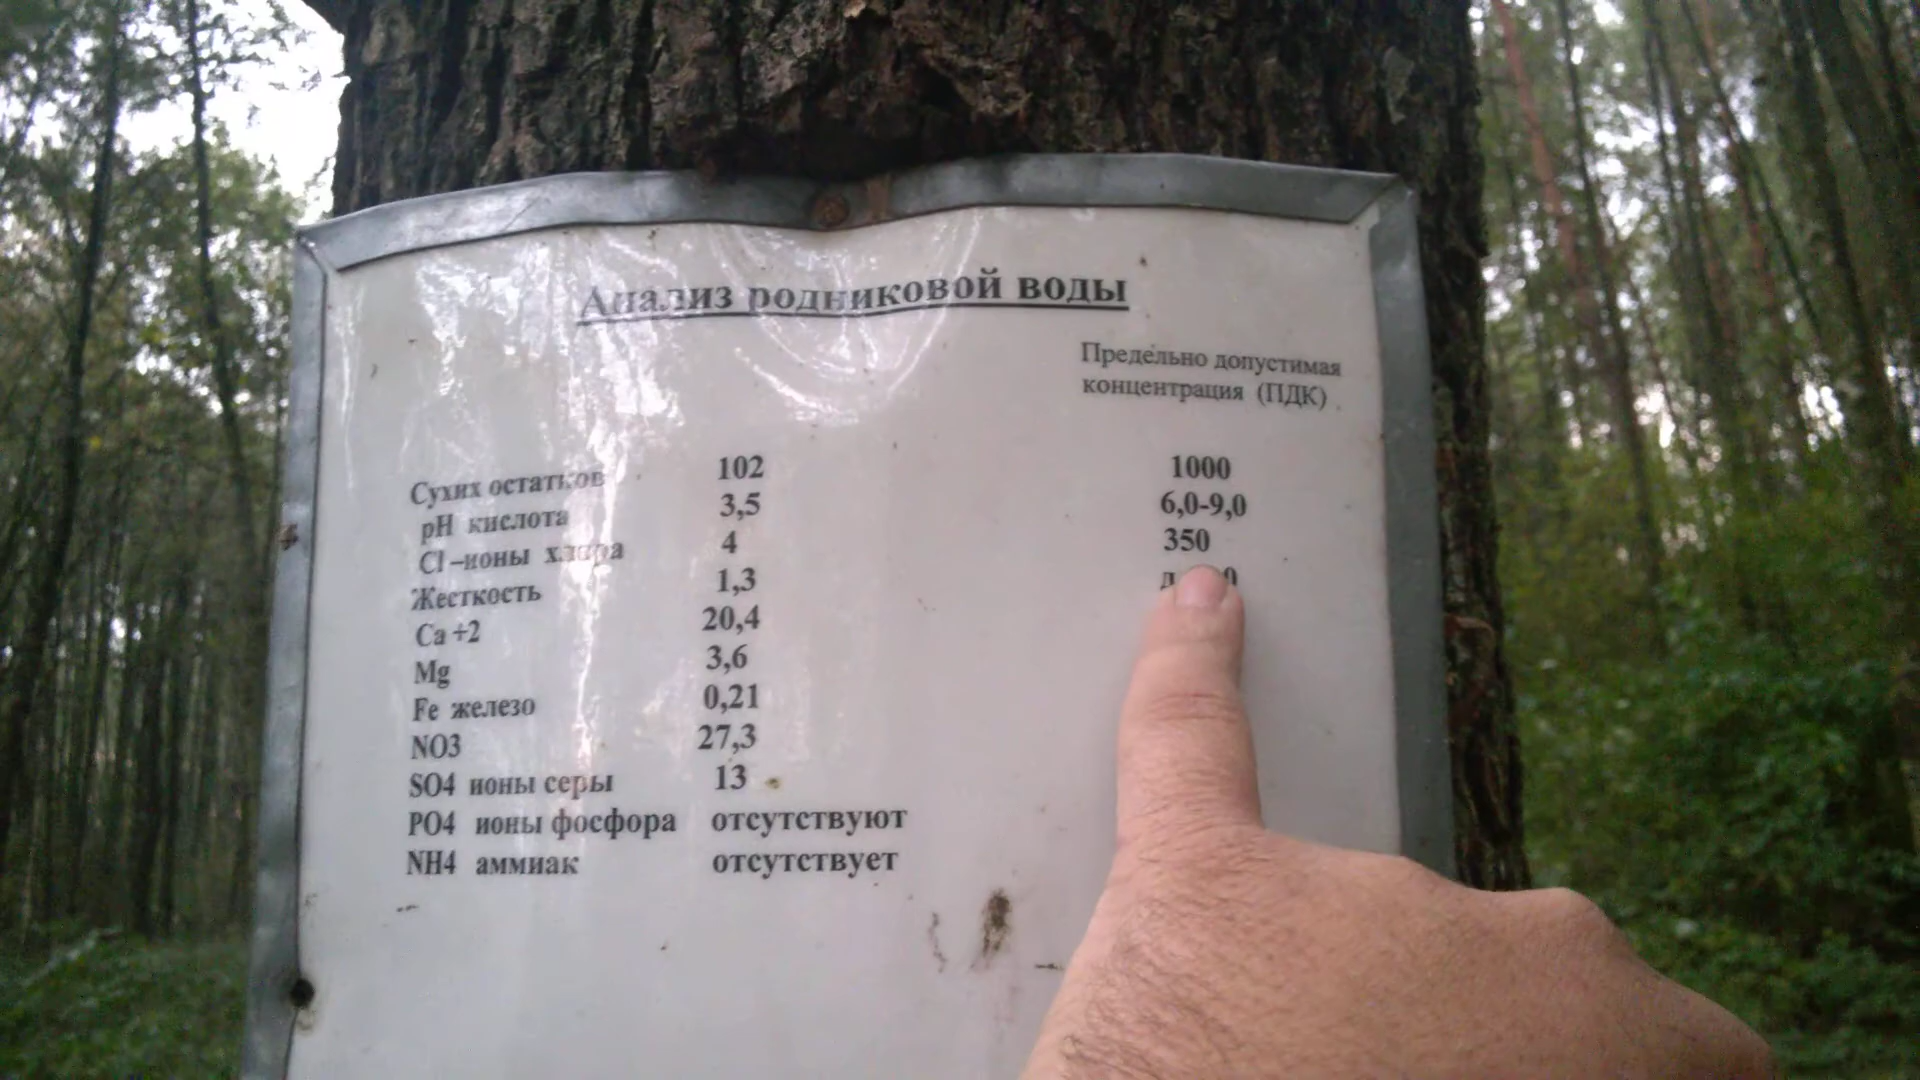 Анализ родниковой воды
Предельно допустимая
концентрация (ПДК)
Сухих остатков 102 1000
pH кислота 3,5 6,0-9,0
Cl –ионы хлора 4 350
Жесткость 1,3
Ca +2 20,4
Mg 3,6
Fe железо 0,21
NO3 27,3
SO4 ионы серы 13
PO4 ионы фосфора отсутствуют
NH4 аммиак отсутствует